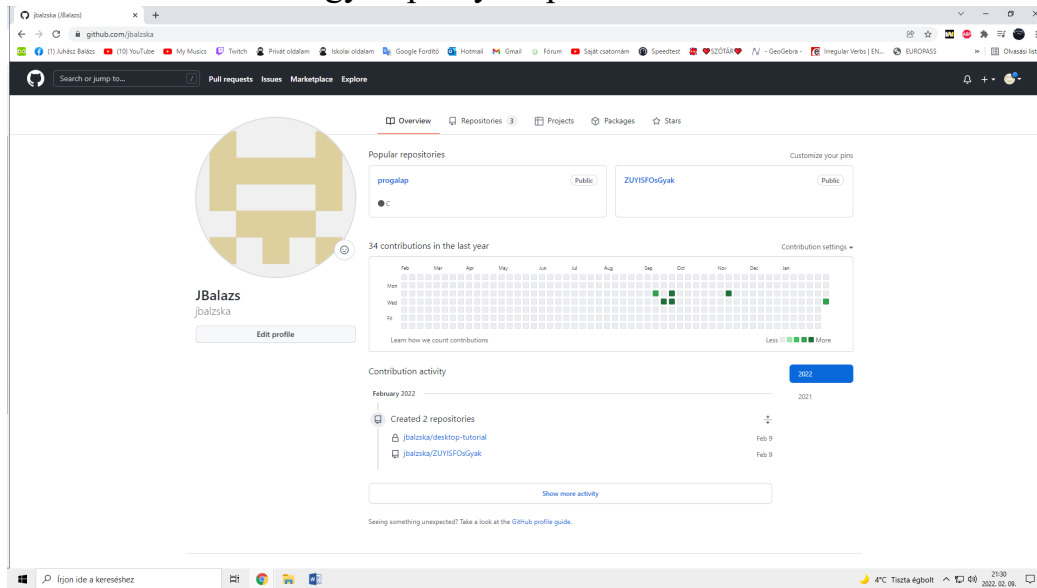 jbalzska (JBalazs)
github.com/jbalzska
(1) Juhász Balázs (10) YouTube My Musics Twitch Privát oldalam Iskolai oldalam Google Fordító Hotmail Gmail Fórum Saját csatornám Speedtest SZÓTÁR - GeoGebra - Irregular Verbs | EN... EUROPASS » Olvasási list
Search or jump to... / Pull requests Issues Marketplace Explore
Overview Repositories 3 Projects Packages Stars
Popular repositories Customize your pins
progalap Public ZUYISFOsGyak Public
C
34 contributions in the last year Contribution settings
Feb Mar Apr May Jun Jul Aug Sep Oct Nov Dec Jan
Mon
Wed
Fri
Learn how we count contributions Less More
JBalazs
jbalzska
Edit profile
Contribution activity 2022
2021
February 2022
Created 2 repositories
jbalzska/desktop-tutorial Feb 9
jbalzska/ZUYISFOsGyak Feb 9
Show more activity
Seeing something unexpected? Take a look at the GitHub profile guide.
Írjon ide a kereséshez 4°C Tiszta égbolt 21:30
2022. 02. 09.